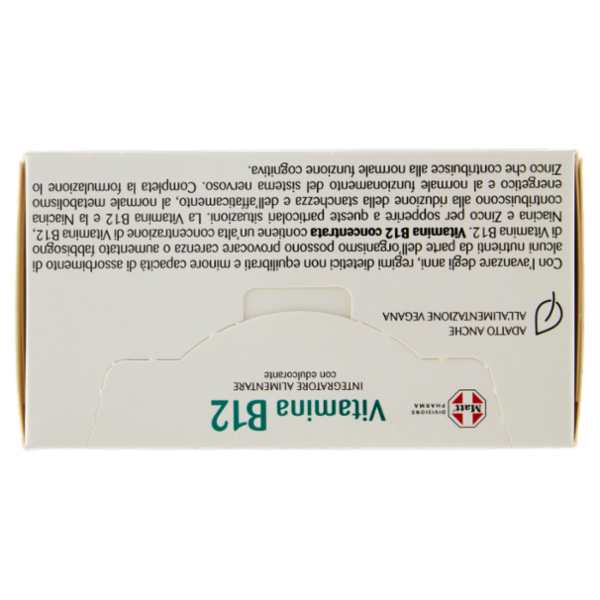 Matt
DIVISIONE
PHARMA
Vitamina B12
INTEGRATORE ALIMENTARE
con edulcorante
ADATTO ANCHE
ALL'ALIMENTAZIONE VEGANA
Con l'avanzare degli anni, regimi dietetici non equilibrati e minore capacità di assorbimento di
alcuni nutrienti da parte dell'organismo possono provocare carenza o aumentato fabbisogno
di Vitamina B12. Vitamina B12 concentrata contiene un'alta concentrazione di Vitamina B12,
Niacina e Zinco per sopperire a queste particolari situazioni. La Vitamina B12 e la Niacina
contribuiscono alla riduzione della stanchezza e dell'affaticamento, al normale metabolismo
energetico e al normale funzionamento del sistema nervoso. Completa la formulazione lo
Zinco che contribuisce alla normale funzione cognitiva.